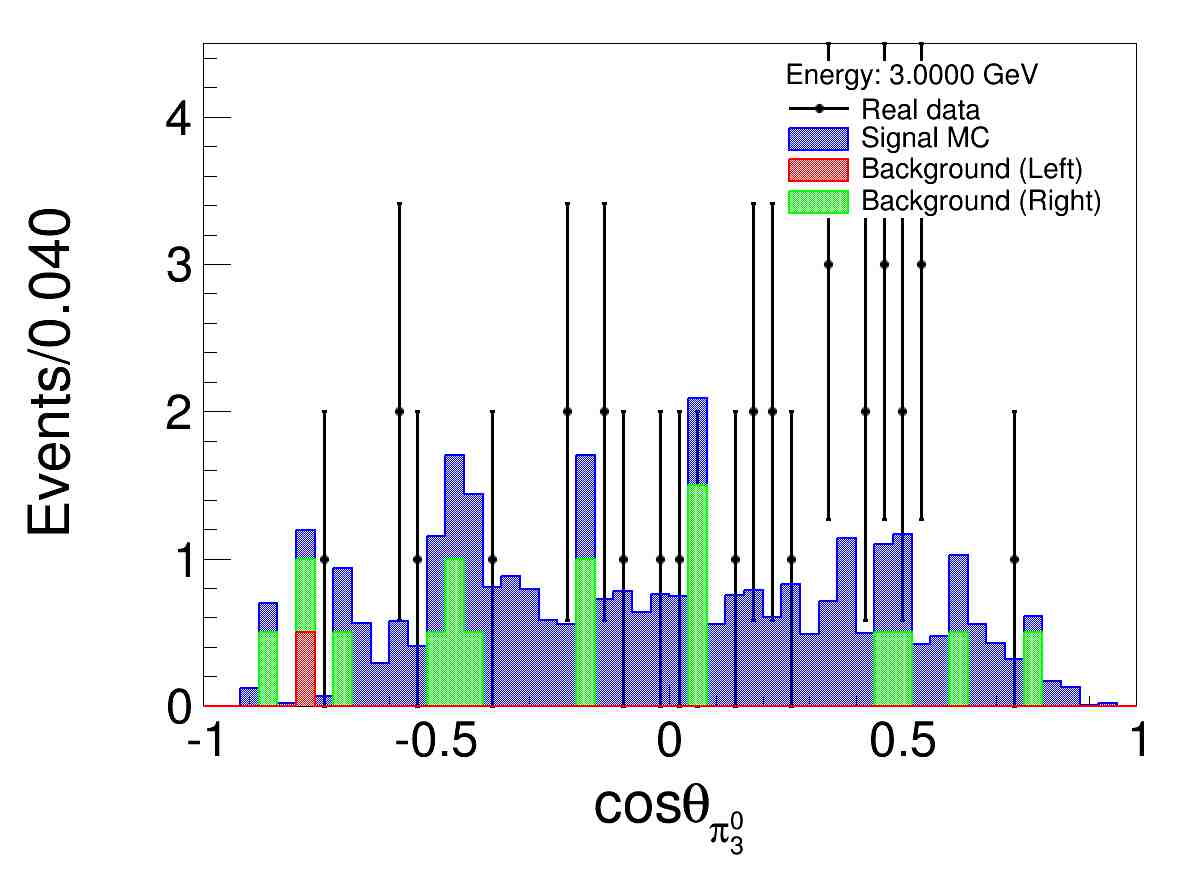 Energy: 3.0000 GeV
Real data
Signal MC
Background (Left)
Background (Right)
Events/0.040
4
3
2
1
0
-1 -0.5 0 0.5 1
cosθπ⁰₃